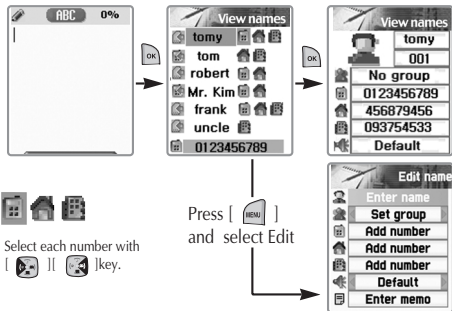 ABC 0%
OK
View names
tomy
tom
robert
Mr. Kim
frank
uncle
0123456789
OK
View names
tomy
001
No group
0123456789
456879456
093754533
Default
Select each number with
[ ][ ]key.
Press [ MENU ]
and select Edit
Edit name
Enter name
Set group
Add number
Add number
Add number
Default
Enter memo